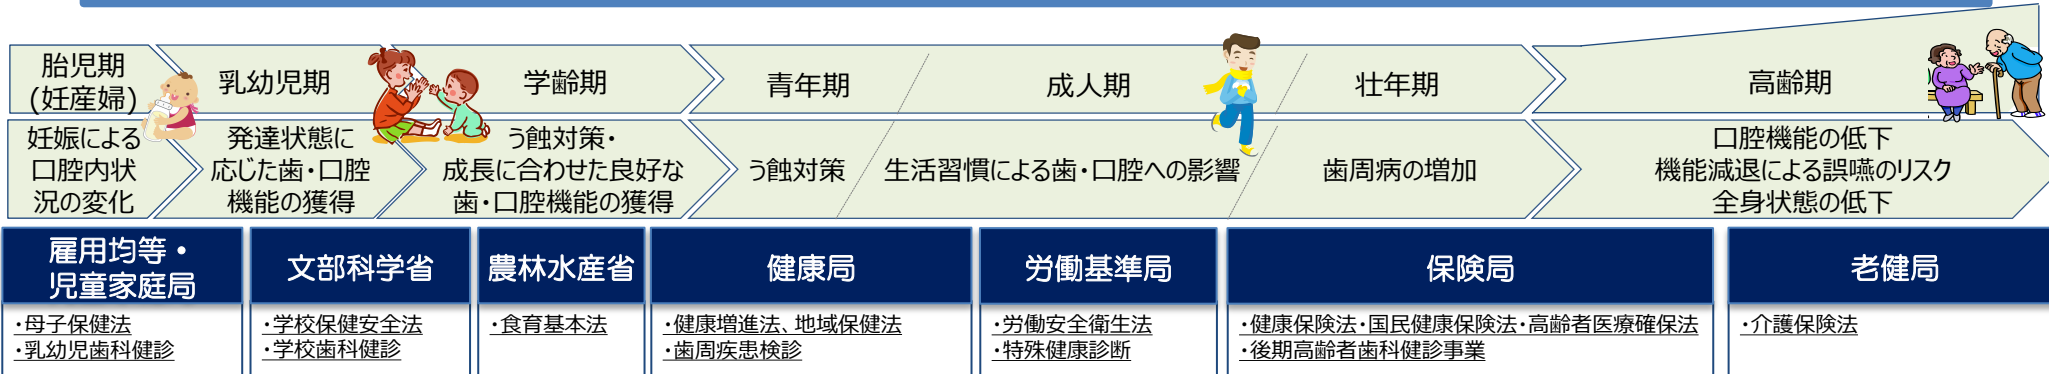 胎児期
(妊産婦)
乳幼児期
学齢期
青年期
成人期
壮年期
高齢期
妊娠による
口腔内状
況の変化
発達状態に
応じた歯・口腔
機能の獲得
う蝕対策・
成長に合わせた良好な
歯・口腔機能の獲得
う蝕対策
生活習慣による歯・口腔への影響
歯周病の増加
口腔機能の低下
機能減退による誤嚥のリスク
全身状態の低下
雇用均等・
児童家庭局
・母子保健法
・乳幼児歯科健診
文部科学省
・学校保健安全法
・学校歯科健診
農林水産省
・食育基本法
健康局
・健康増進法、地域保健法
・歯周疾患検診
労働基準局
・労働安全衛生法
・特殊健康診断
保険局
・健康保険法・国民健康保険法・高齢者医療確保法
・後期高齢者歯科健診事業
老健局
・介護保険法